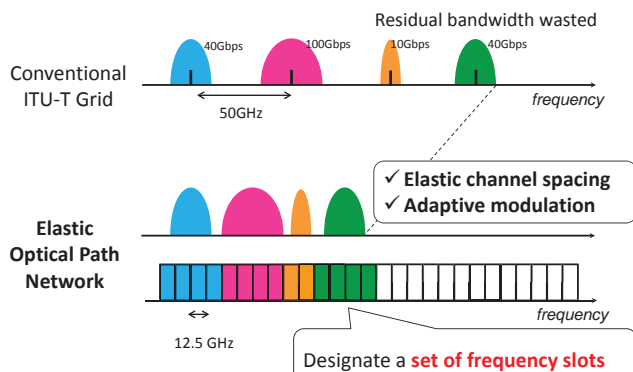 Residual bandwidth wasted
40Gbps
100Gbps
10Gbps
40Gbps
Conventional
ITU-T Grid
50GHz
frequency
✓ Elastic channel spacing
✓ Adaptive modulation
Elastic
Optical Path
Network
frequency
12.5 GHz
Designate a set of frequency slots